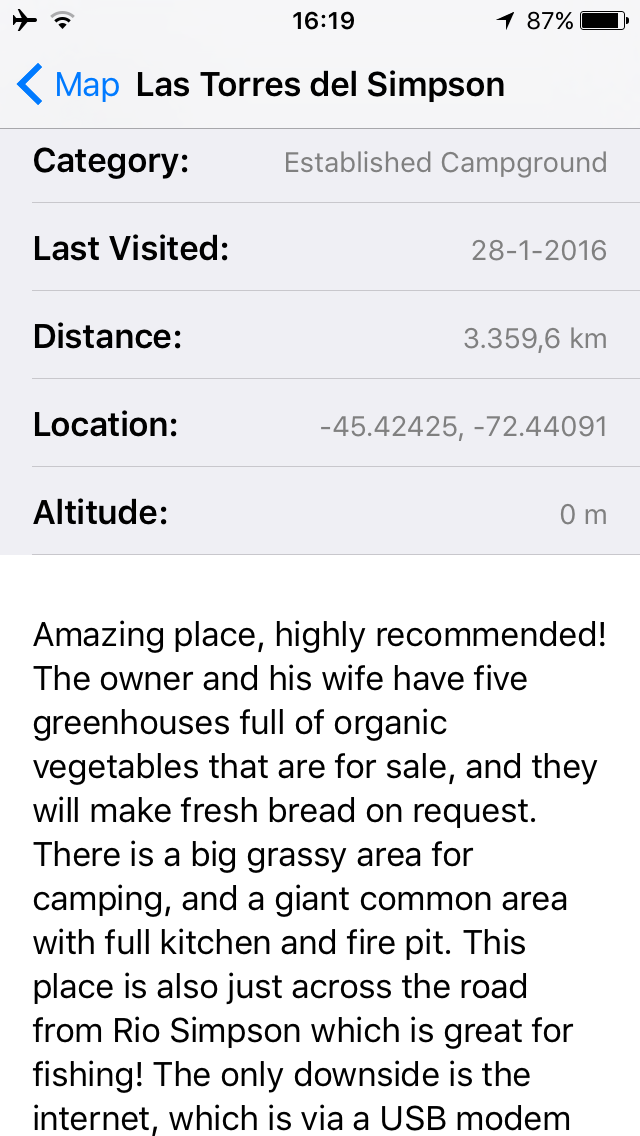 16:19
87%
Map Las Torres del Simpson
Category: Established Campground
Last Visited: 28-1-2016
Distance: 3.359,6 km
Location: -45.42425, -72.44091
Altitude: 0 m
Amazing place, highly recommended!
The owner and his wife have five
greenhouses full of organic
vegetables that are for sale, and they
will make fresh bread on request.
There is a big grassy area for
camping, and a giant common area
with full kitchen and fire pit. This
place is also just across the road
from Rio Simpson which is great for
fishing! The only downside is the
internet, which is via a USB modem